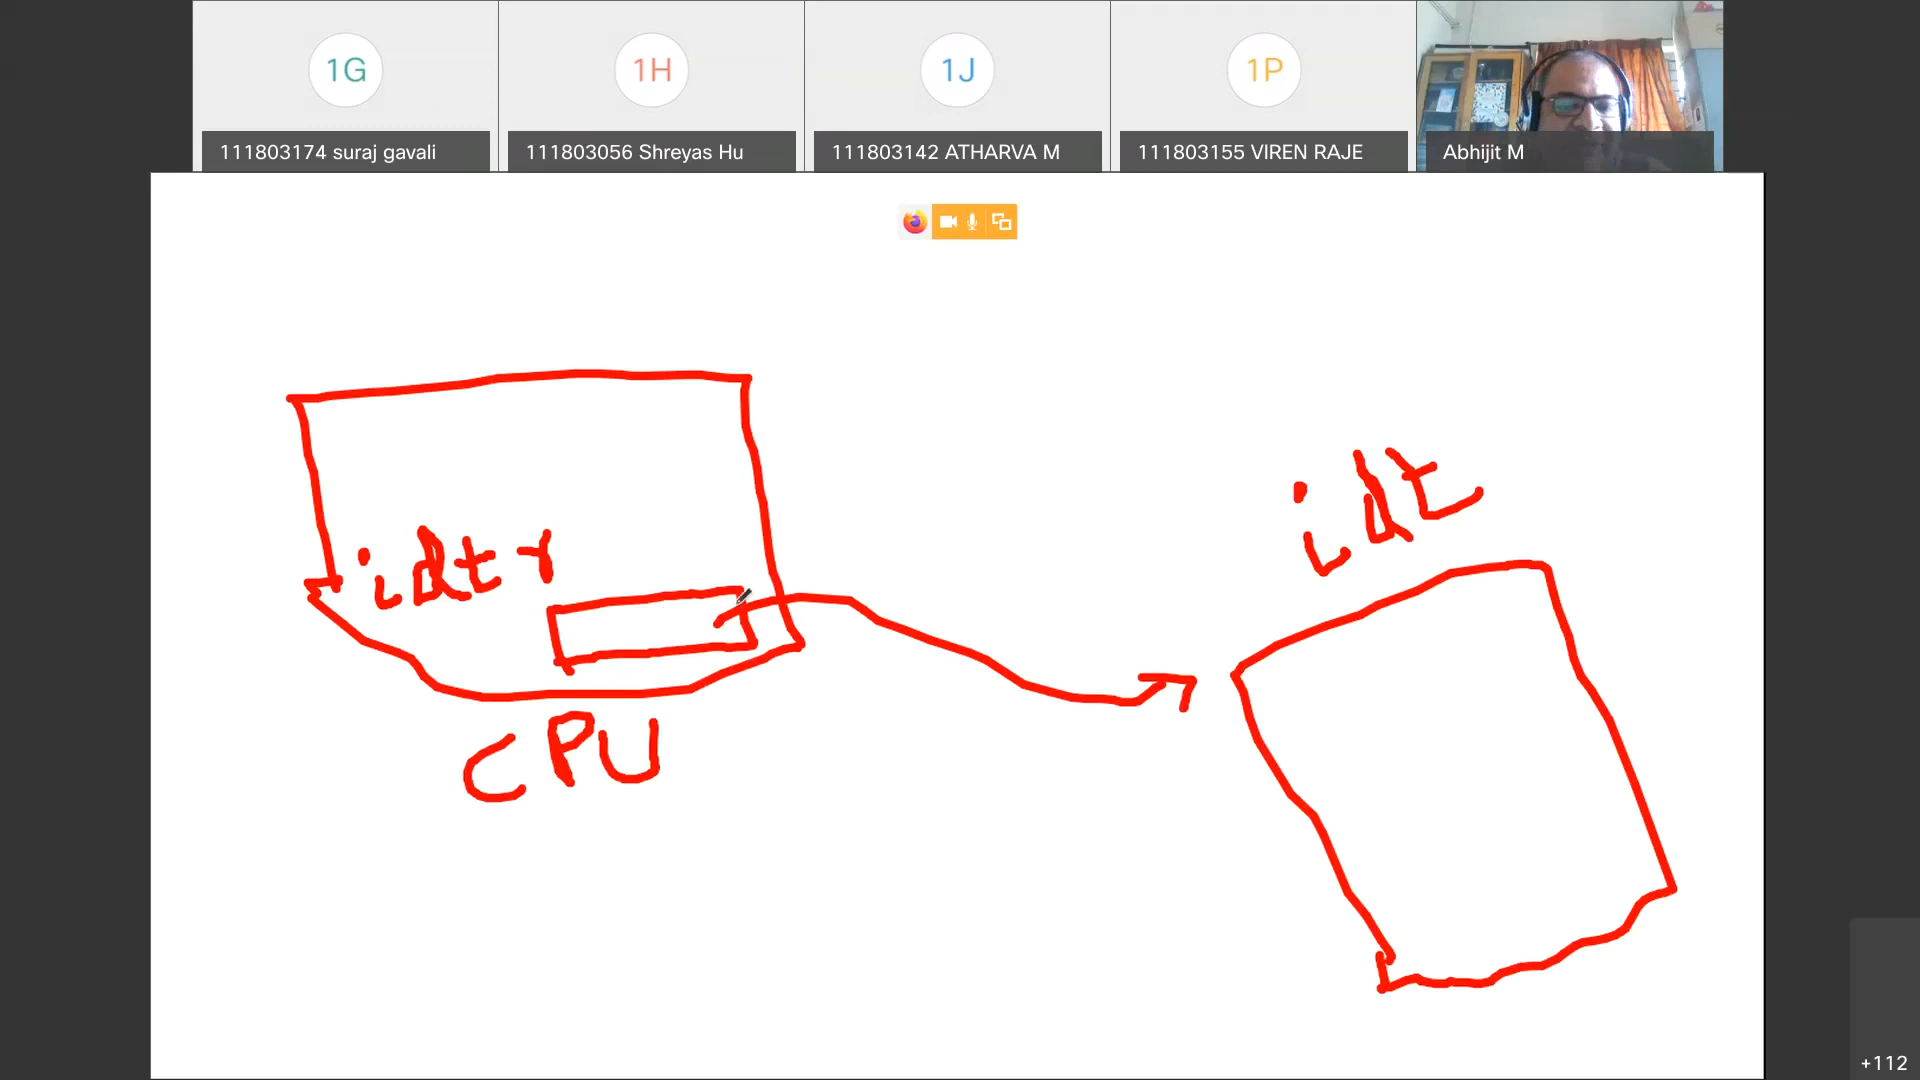 1G
1H
1J
1P
111803174 suraj gavali
111803056 Shreyas Hu
111803142 ATHARVA M
111803155 VIREN RAJE
Abhijit M
idt
idtr
CPU
+112